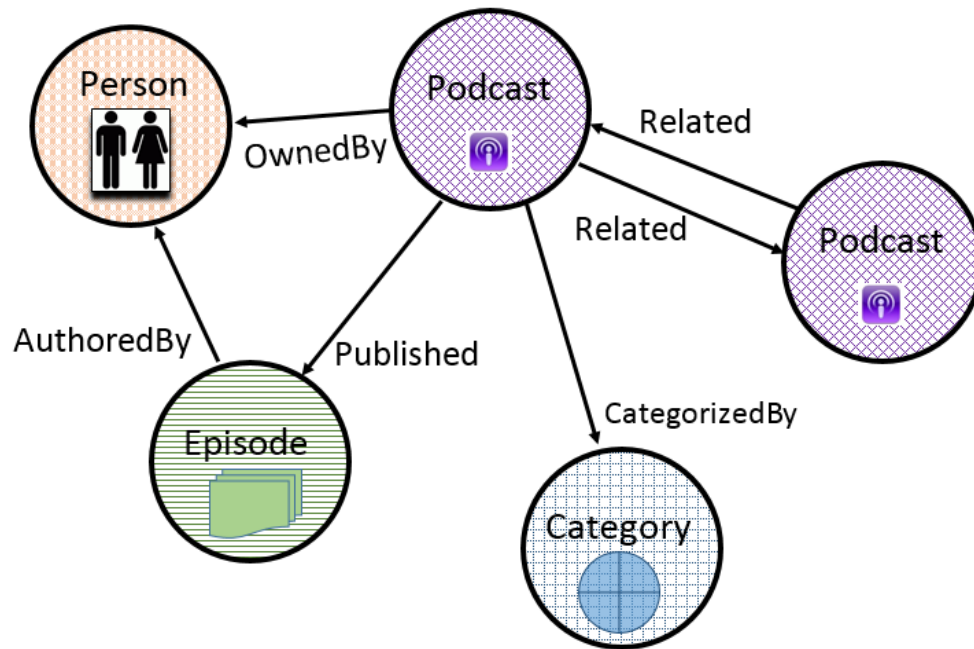 Person
Podcast
Related
OwnedBy
Related
Podcast
AuthoredBy
Published
CategorizedBy
Episode
Category